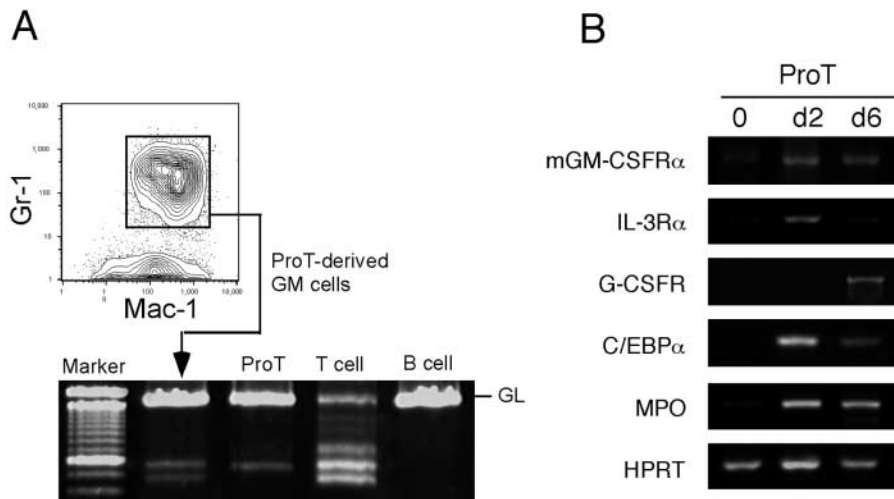 A
B
ProT
0 d2 d6
mGM-CSFRα
IL-3Rα
G-CSFR
C/EBPα
MPO
HPRT
Gr-1
10,000
1,000
100
10
1
1 1 0 10 100 1,000 10,000
Mac-1
ProT-derived
GM cells
Marker ProT T cell B cell
GL